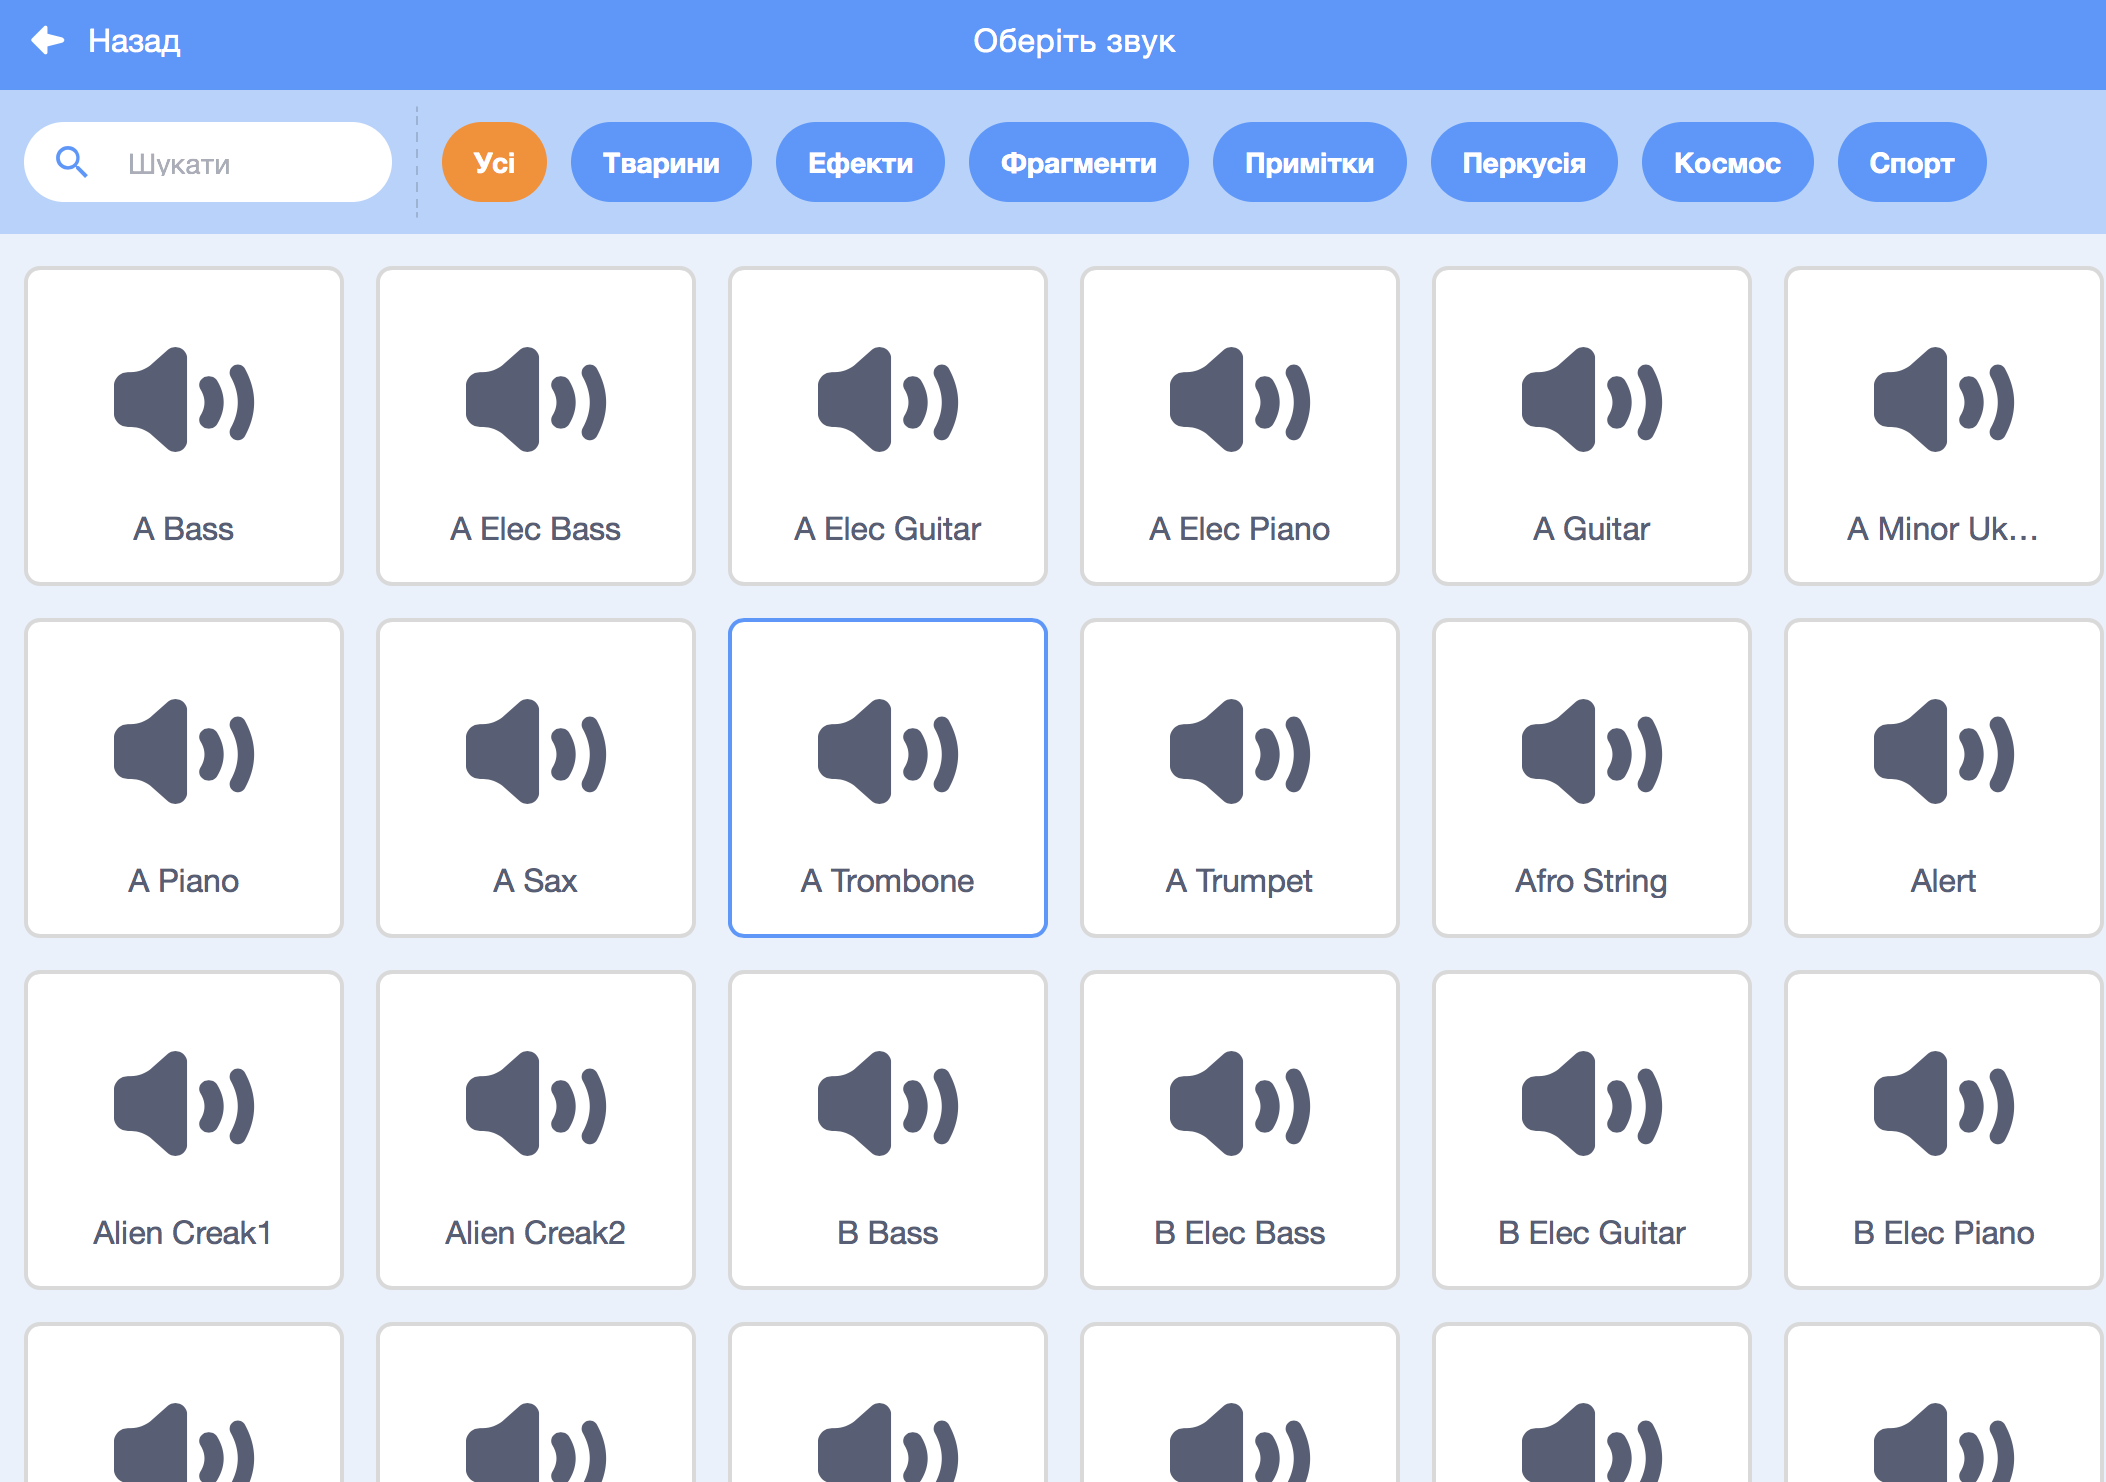 Назад
Оберіть звук
Шукати
Усі
Тварини
Ефекти
Фрагменти
Примітки
Перкусія
Космос
Спорт
A Bass
A Elec Bass
A Elec Guitar
A Elec Piano
A Guitar
A Minor Uk...
A Piano
A Sax
A Trombone
A Trumpet
Afro String
Alert
Alien Creak1
Alien Creak2
B Bass
B Elec Bass
B Elec Guitar
B Elec Piano